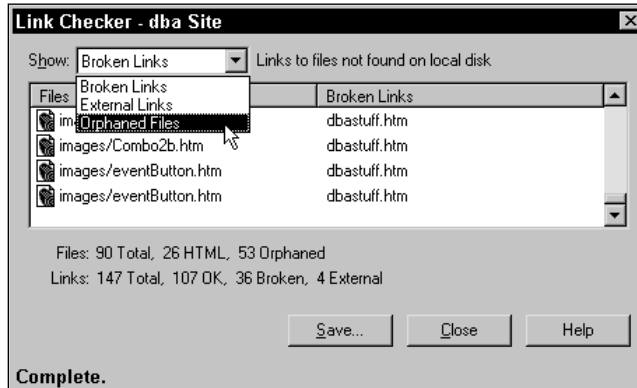 Link Checker - dba Site
Show: Broken Links Links to files not found on local disk
Broken Links
External Links
Orphaned Files
Files Broken Links
im dbastuff.htm
images/Combo2b.htm dbastuff.htm
images/eventButton.htm dbastuff.htm
images/eventButton.htm dbastuff.htm
Files: 90 Total, 26 HTML, 53 Orphaned
Links: 147 Total, 107 OK, 36 Broken, 4 External
Save... Close Help
Complete.